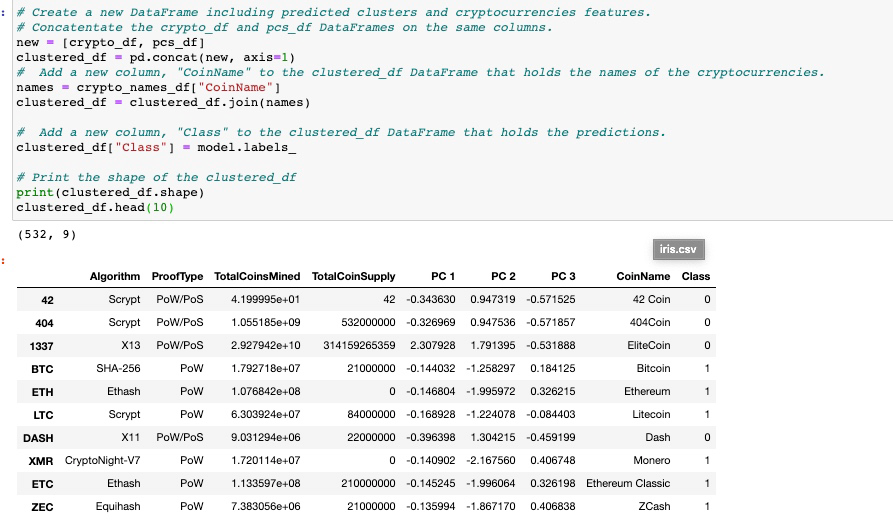 # Create a new DataFrame including predicted clusters and cryptocurrencies features.
# Concatentate the crypto_df and pcs_df DataFrames on the same columns.
new = [crypto_df, pcs_df]
clustered_df = pd.concat(new, axis=1)
#  Add a new column, "CoinName" to the clustered_df DataFrame that holds the names of the cryptocurrencies.
names = crypto_names_df["CoinName"]
clustered_df = clustered_df.join(names)
#  Add a new column, "Class" to the clustered_df DataFrame that holds the predictions.
clustered_df["Class"] = model.labels_
# Print the shape of the clustered_df
print(clustered_df.shape)
clustered_df.head(10)
(532, 9)
iris.csv
Algorithm ProofType TotalCoinsMined TotalCoinSupply PC 1 PC 2 PC 3 CoinName Class
42 Scrypt PoW/PoS 4.199995e+01 42 -0.343630 0.947319 -0.571525 42 Coin 0
404 Scrypt PoW/PoS 1.055185e+09 532000000 -0.326969 0.947536 -0.571857 404Coin 0
1337 X13 PoW/PoS 2.927942e+10 314159265359 2.307928 1.791395 -0.531888 EliteCoin 0
BTC SHA-256 PoW 1.792718e+07 21000000 -0.144032 -1.258297 0.184125 Bitcoin 1
ETH Ethash PoW 1.076842e+08 0 -0.146804 -1.995972 0.326215 Ethereum 1
LTC Scrypt PoW 6.303924e+07 84000000 -0.168928 -1.224078 -0.084403 Litecoin 1
DASH X11 PoW/PoS 9.031294e+06 22000000 -0.396398 1.304215 -0.459199 Dash 0
XMR CryptoNight-V7 PoW 1.720114e+07 0 -0.140902 -2.167560 0.406748 Monero 1
ETC Ethash PoW 1.133597e+08 210000000 -0.145245 -1.996064 0.326198 Ethereum Classic 1
ZEC Equihash PoW 7.383056e+06 21000000 -0.135994 -1.867170 0.406838 ZCash 1